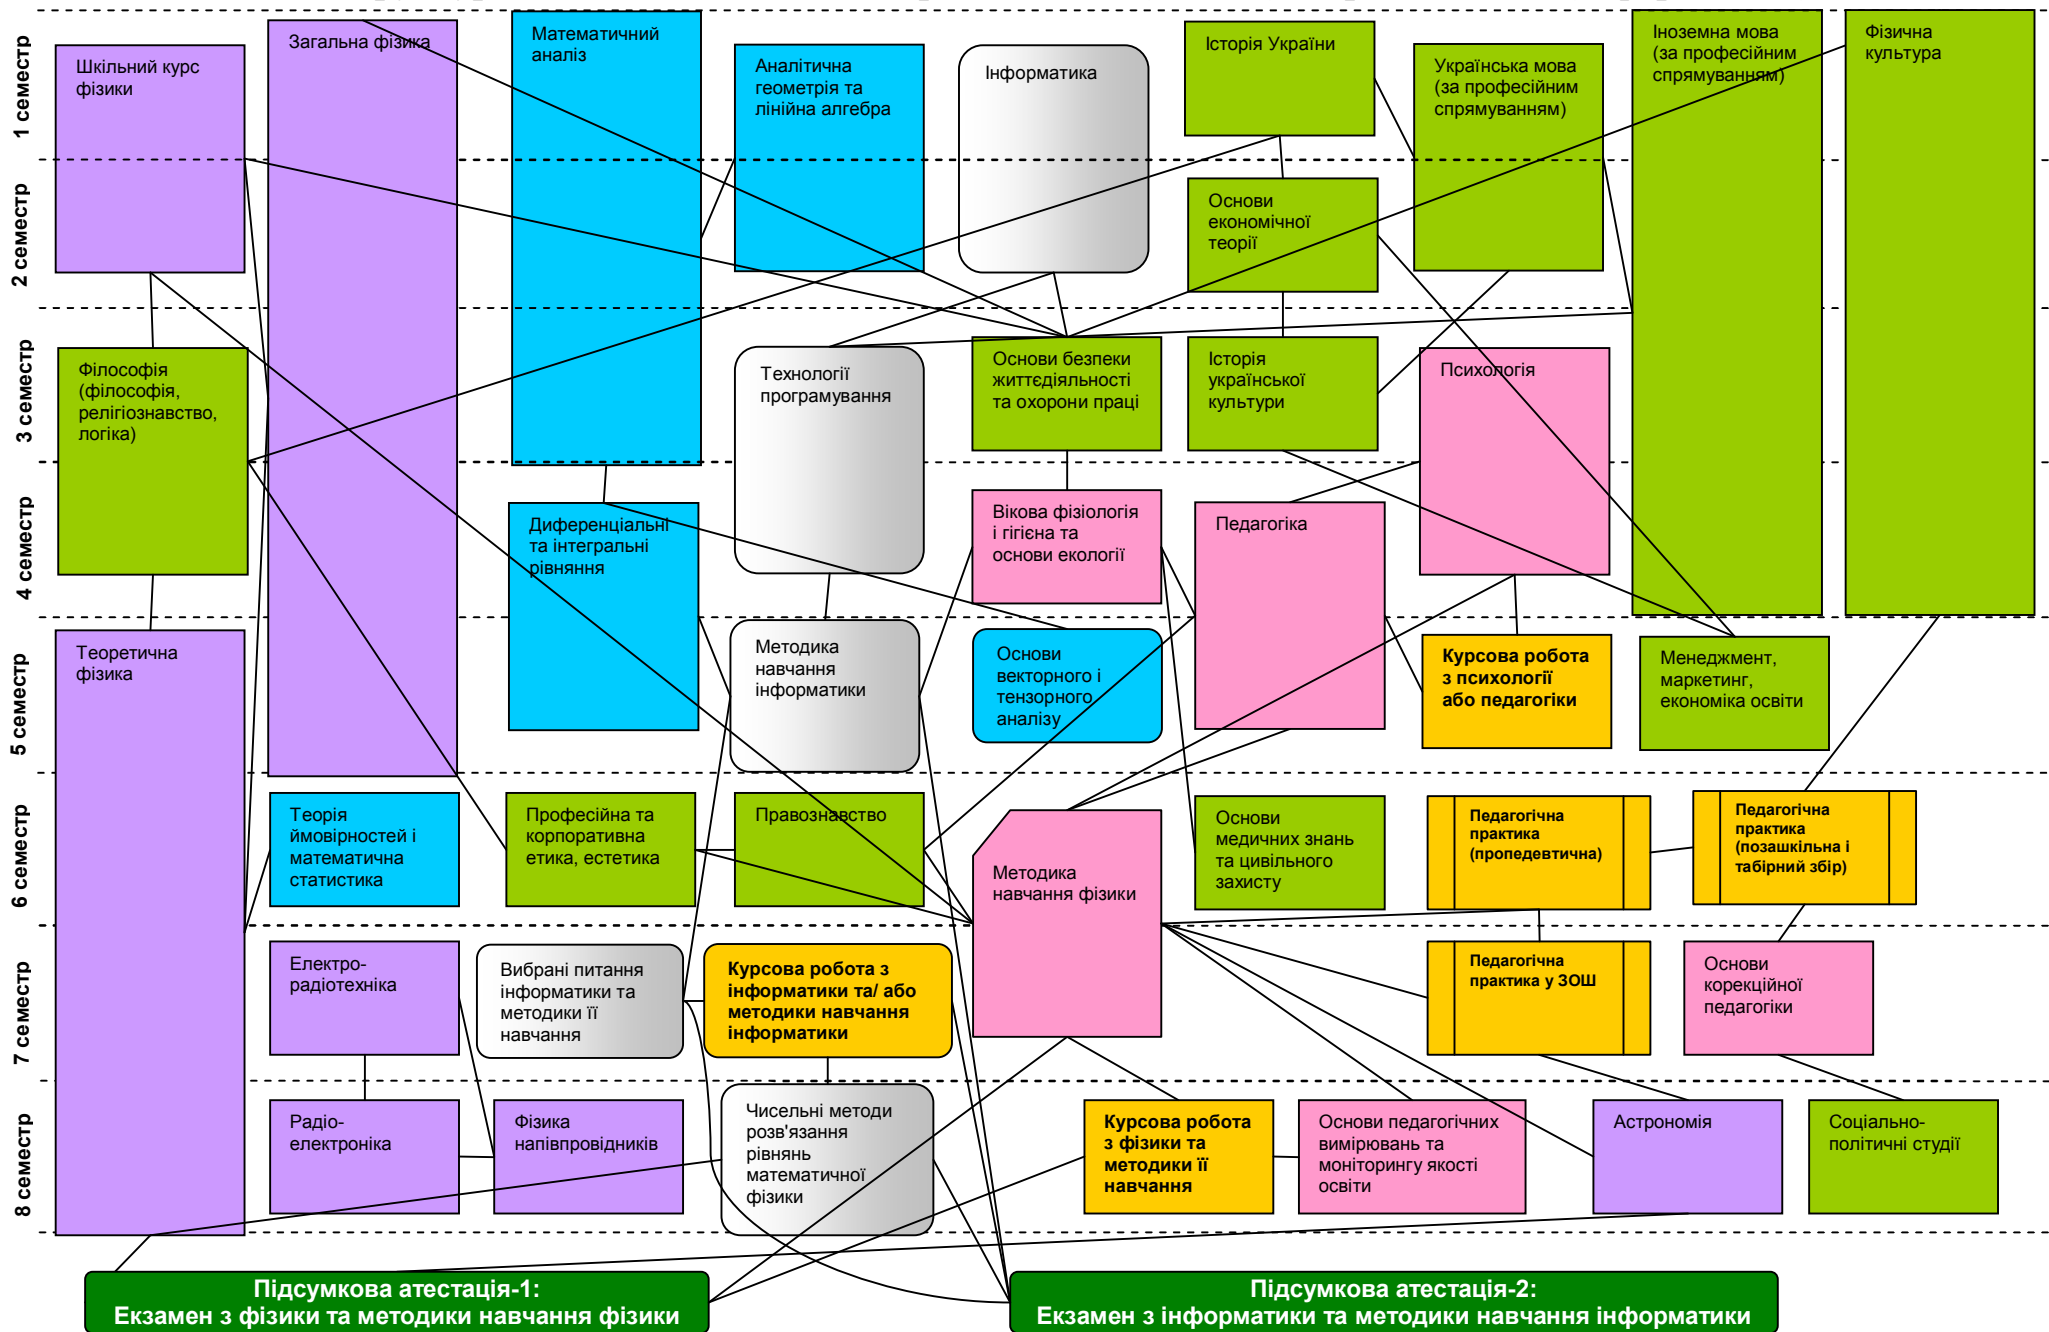 1 семестр
Шкільний курс
фізики
Загальна фізика
Математичний
аналіз
Аналітична
геометрія та
лінійна алгебра
Інформатика
Історія України
Українська мова
(за професійним
спрямуванням)
Іноземна мова
(за професійним
спрямуванням)
Фізична
культура
2 семестр
Основи
економічної
теорії
3 семестр
Філософія
(філософія,
релігіознавство,
логіка)
Технології
програмування
Основи безпеки
життєдіяльності
та охорони праці
Історія
української
культури
Психологія
4 семестр
Диференціальні
та інтегральні
рівняння
Вікова фізіологія
і гігієна та
основи екології
Педагогіка
5 семестр
Теоретична
фізика
Методика
навчання
інформатики
Основи
векторного і
тензорного
аналізу
Курсова робота
з психології
або педагогіки
Менеджмент,
маркетинг,
економіка освіти
6 семестр
Теорія
ймовірностей і
математична
статистика
Професійна та
корпоративна
етика, естетика
Правознавство
Методика
навчання фізики
Основи
медичних знань
та цивільного
захисту
Педагогічна
практика
(пропедевтична)
Педагогічна
практика
(позашкільна і
табірний збір)
7 семестр
Електро-
радіотехніка
Вибрані питання
інформатики та
методики її
навчання
Курсова робота з
інформатики та/ або
методики навчання
інформатики
Педагогічна
практика у ЗОШ
Основи
корекційної
педагогіки
8 семестр
Радіо-
електроніка
Фізика
напівпровідників
Чисельні методи
розв'язання
рівнянь
математичної
фізики
Курсова робота
з фізики та
методики її
навчання
Основи педагогічних
вимірювань та
моніторингу якості
освіти
Астрономія
Соціально-
політичні студії
Підсумкова атестація-1:
Екзамен з фізики та методики навчання фізики
Підсумкова атестація-2:
Екзамен з інформатики та методики навчання інформатики